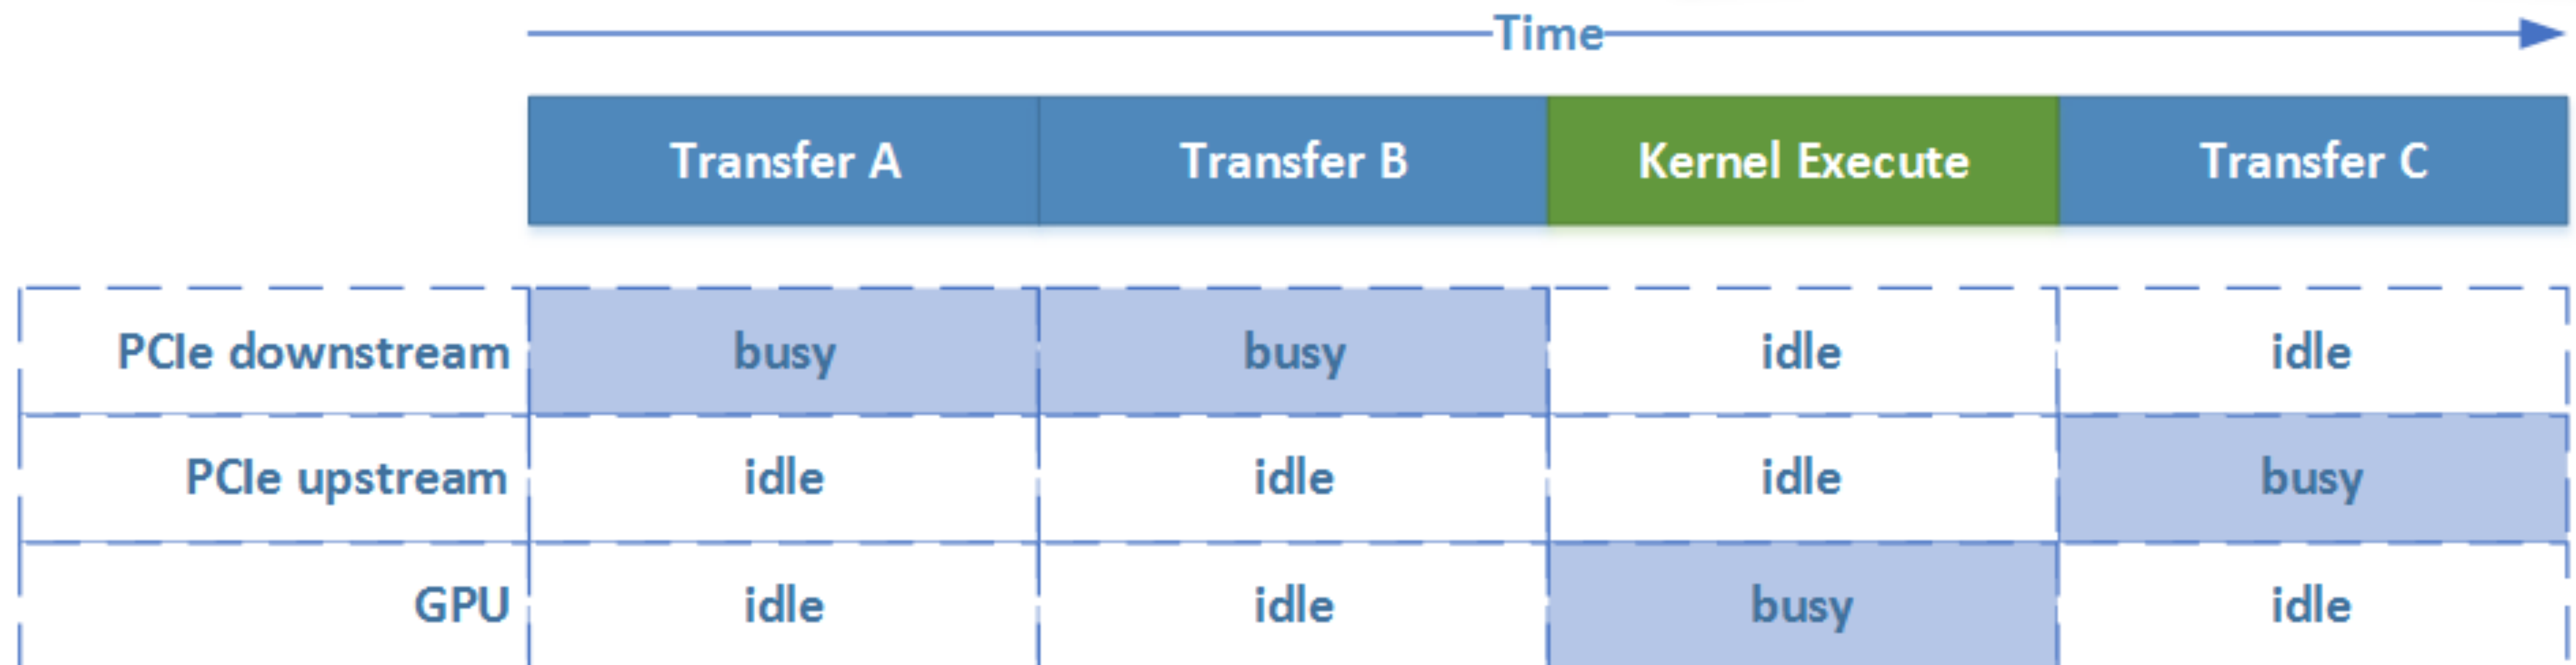 Time
Transfer A Transfer B Kernel Execute Transfer C
PCIe downstream busy busy idle idle
PCIe upstream idle idle idle busy
GPU idle idle busy idle